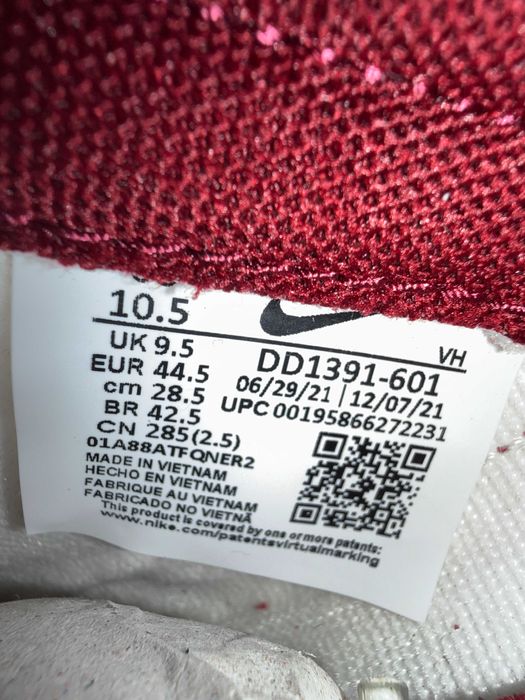 10.5
VH
UK 9.5
EUR 44.5
cm 28.5
BR 42.5
CN 285(2.5)
DD1391-601
06/29/21 | 12/07/21
UPC 00195866272231
01A88ATFQNER2
MADE IN VIETNAM
HECHO EN VIETNAM
FABRIQUE AU VIETNAM
FABRICADO NO VIETNÃ
This product is covered by one or more patents:
www.nike.com/patentsvirtualmarking